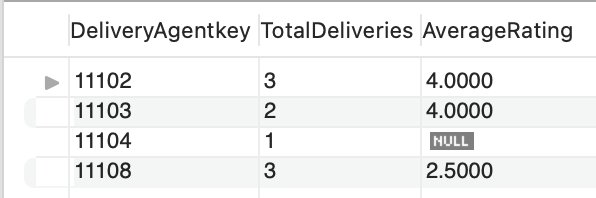 DeliveryAgentkey TotalDeliveries AverageRating
11102 3 4.0000
11103 2 4.0000
11104 1 NULL
11108 3 2.5000